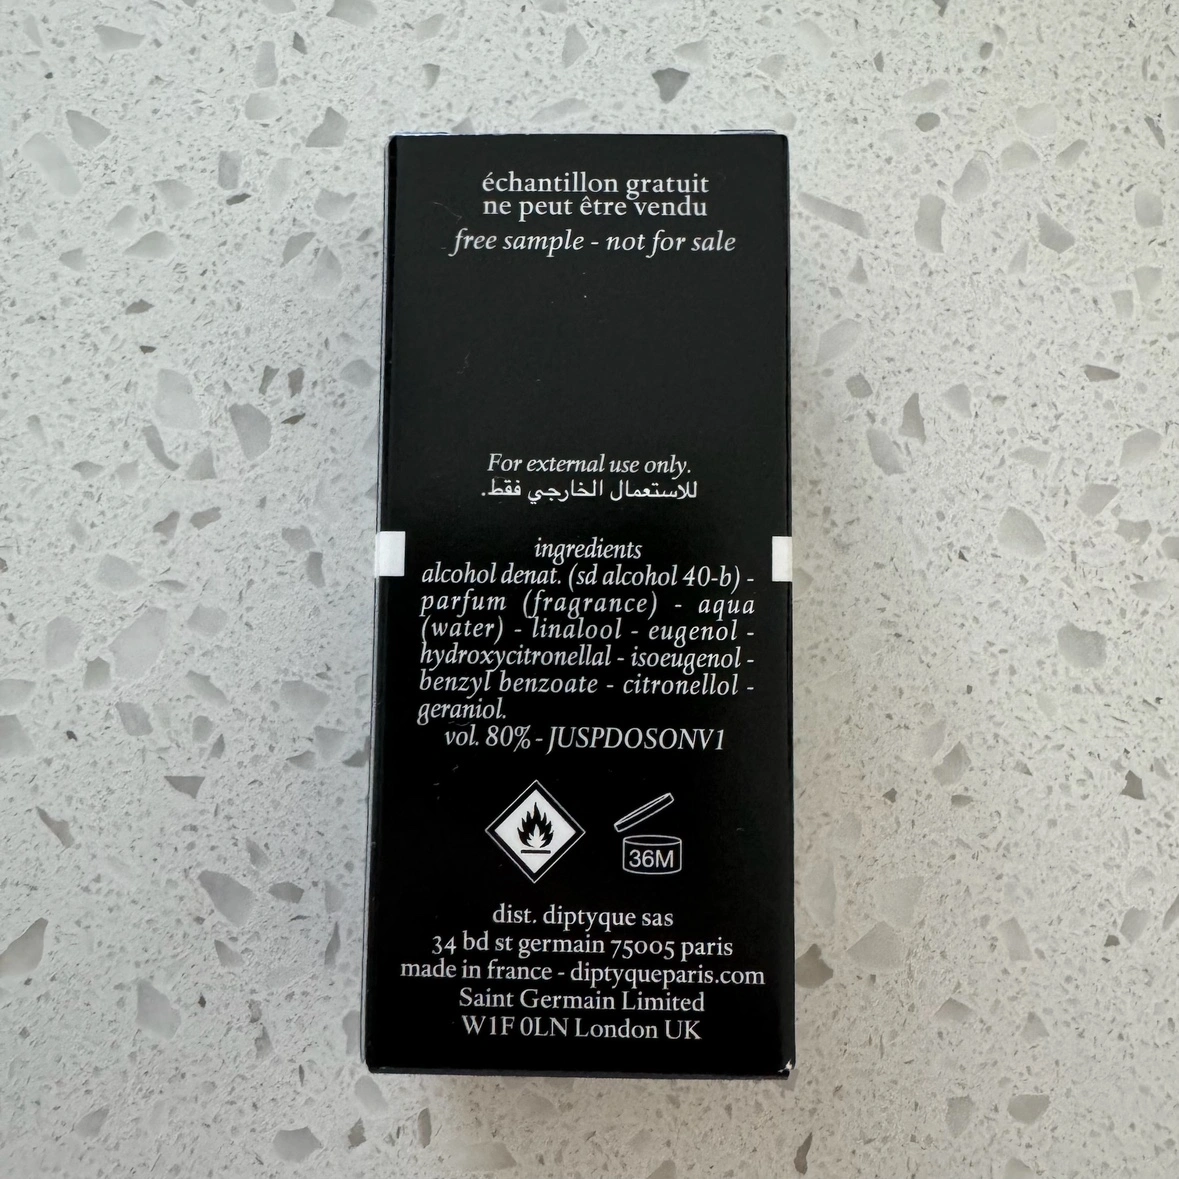 échantillon gratuit
ne peut être vendu
free sample - not for sale
For external use only.
للاستعمال الخارجي فقط.
ingredients
alcohol denat. (sd alcohol 40-b) -
parfum (fragrance) - aqua
(water) - linalool - eugenol -
hydroxycitronellal - isoeugenol -
benzyl benzoate - citronellol -
geraniol.
vol. 80% - JUSPDOSONV1
36M
dist. diptyque sas
34 bd st germain 75005 paris
made in france - diptyqueparis.com
Saint Germain Limited
W1F 0LN London UK